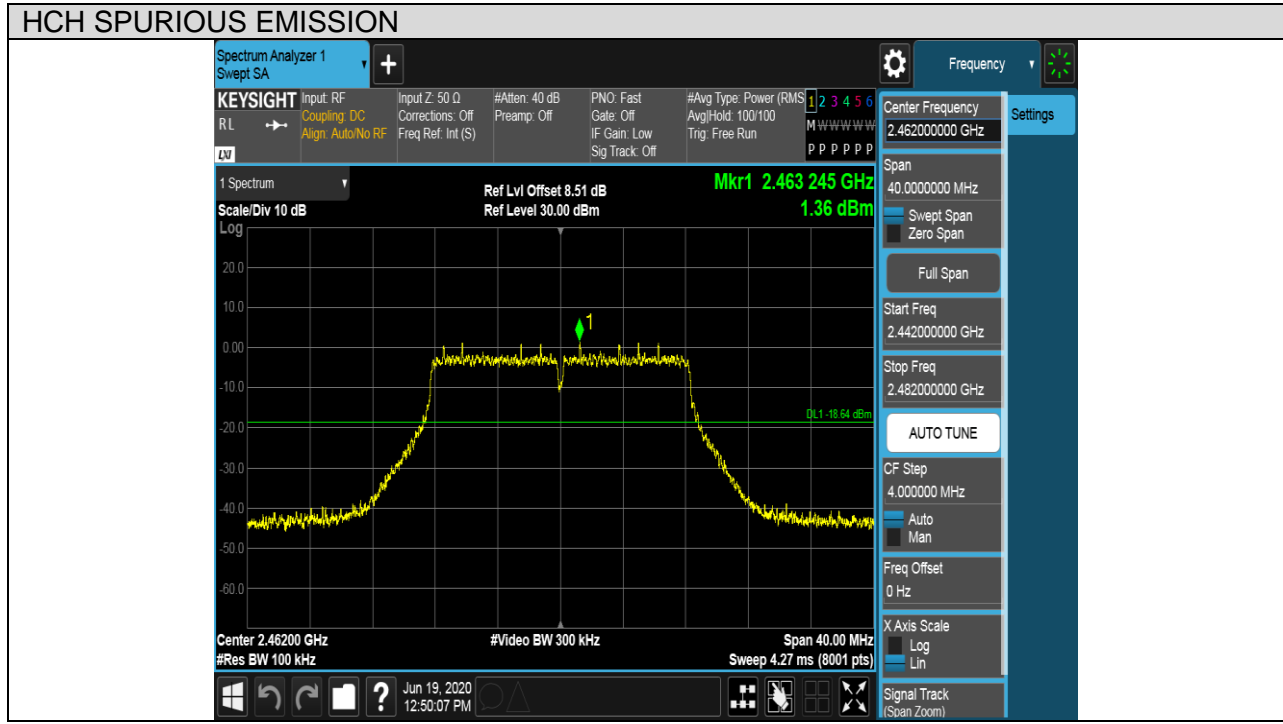 HCH SPURIOUS EMISSION
Spectrum Analyzer 1
Swept SA
+
Frequency
KEYSIGHT
RL
LXI
Input: RF
Coupling: DC
Align: Auto/No RF
Input Z: 50 Ω
Corrections: Off
Freq Ref: Int (S)
#Atten: 40 dB
Preamp: Off
PNO: Fast
Gate: Off
IF Gain: Low
Sig Track: Off
#Avg Type: Power (RMS
Avg|Hold: 100/100
Trig: Free Run
1 2 3 4 5 6
M W W W W W
P P P P P P
1 Spectrum
Scale/Div 10 dB
Ref Lvl Offset 8.51 dB
Ref Level 30.00 dBm
Mkr1 2.463 245 GHz
1.36 dBm
Log
20.0
10.0
0.00
-10.0
-20.0
-30.0
-40.0
-50.0
-60.0
1
DL1 -18.64 dBm
Center 2.46200 GHz
#Res BW 100 kHz
#Video BW 300 kHz
Span 40.00 MHz
Sweep 4.27 ms (8001 pts)
?
Jun 19, 2020
12:50:07 PM
Center Frequency
2.462000000 GHz
Span
40.0000000 MHz
Swept Span
Zero Span
Full Span
Start Freq
2.442000000 GHz
Stop Freq
2.482000000 GHz
AUTO TUNE
CF Step
4.000000 MHz
Auto
Man
Freq Offset
0 Hz
X Axis Scale
Log
Lin
Signal Track
(Span Zoom)
Settings